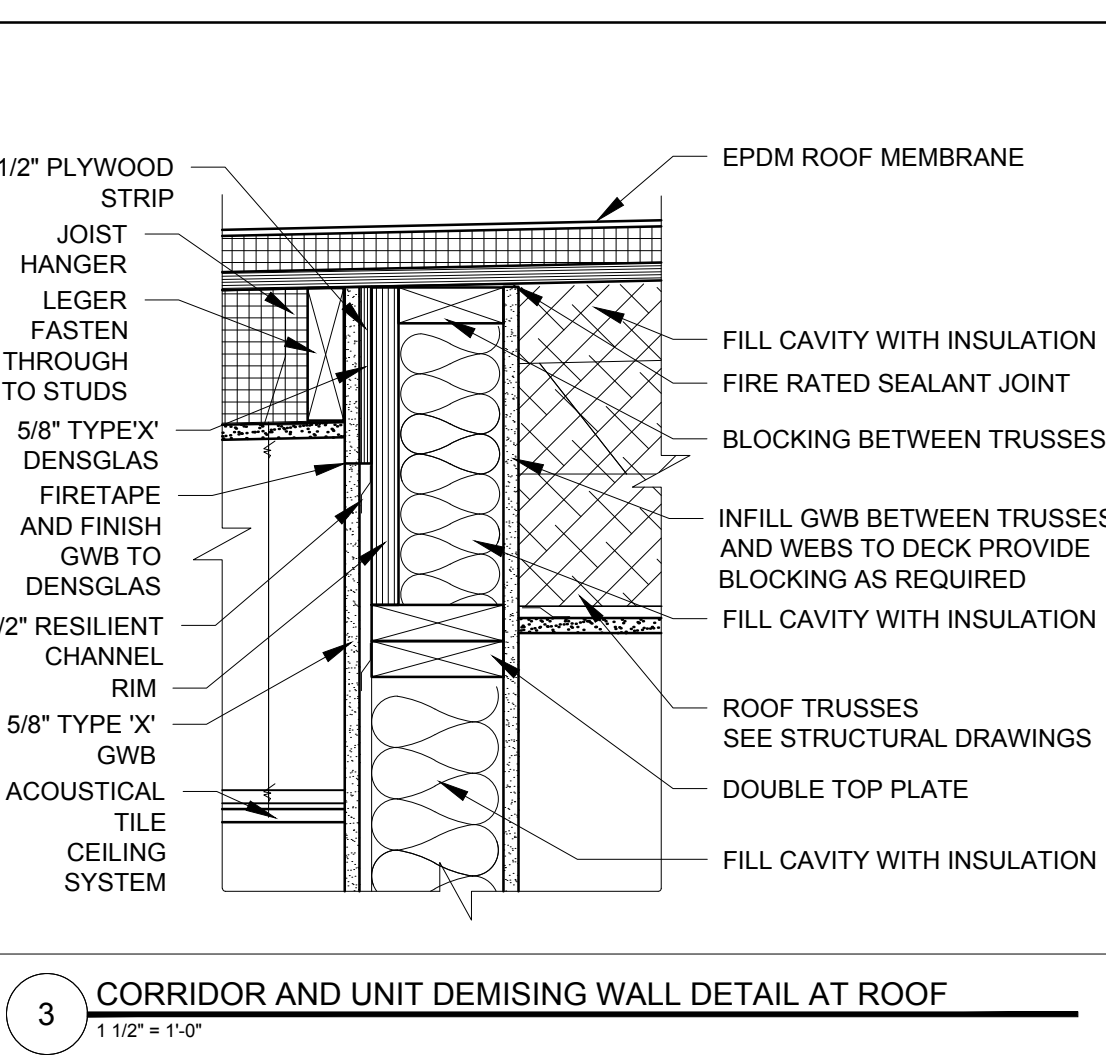 1/2" PLYWOOD
STRIP
JOIST
HANGER
LEGER
FASTEN
THROUGH
TO STUDS
5/8" TYPE'X'
DENSGLAS
FIRETAPE
AND FINISH
GWB TO
DENSGLAS
/2" RESILIENT
CHANNEL
RIM
5/8" TYPE 'X'
GWB
ACOUSTICAL
TILE
CEILING
SYSTEM
EPDM ROOF MEMBRANE
FILL CAVITY WITH INSULATION
FIRE RATED SEALANT JOINT
BLOCKING BETWEEN TRUSSES
INFILL GWB BETWEEN TRUSSES
AND WEBS TO DECK PROVIDE
BLOCKING AS REQUIRED
FILL CAVITY WITH INSULATION
ROOF TRUSSES
SEE STRUCTURAL DRAWINGS
DOUBLE TOP PLATE
FILL CAVITY WITH INSULATION
3
CORRIDOR AND UNIT DEMISING WALL DETAIL AT ROOF
1 1/2" = 1'-0"